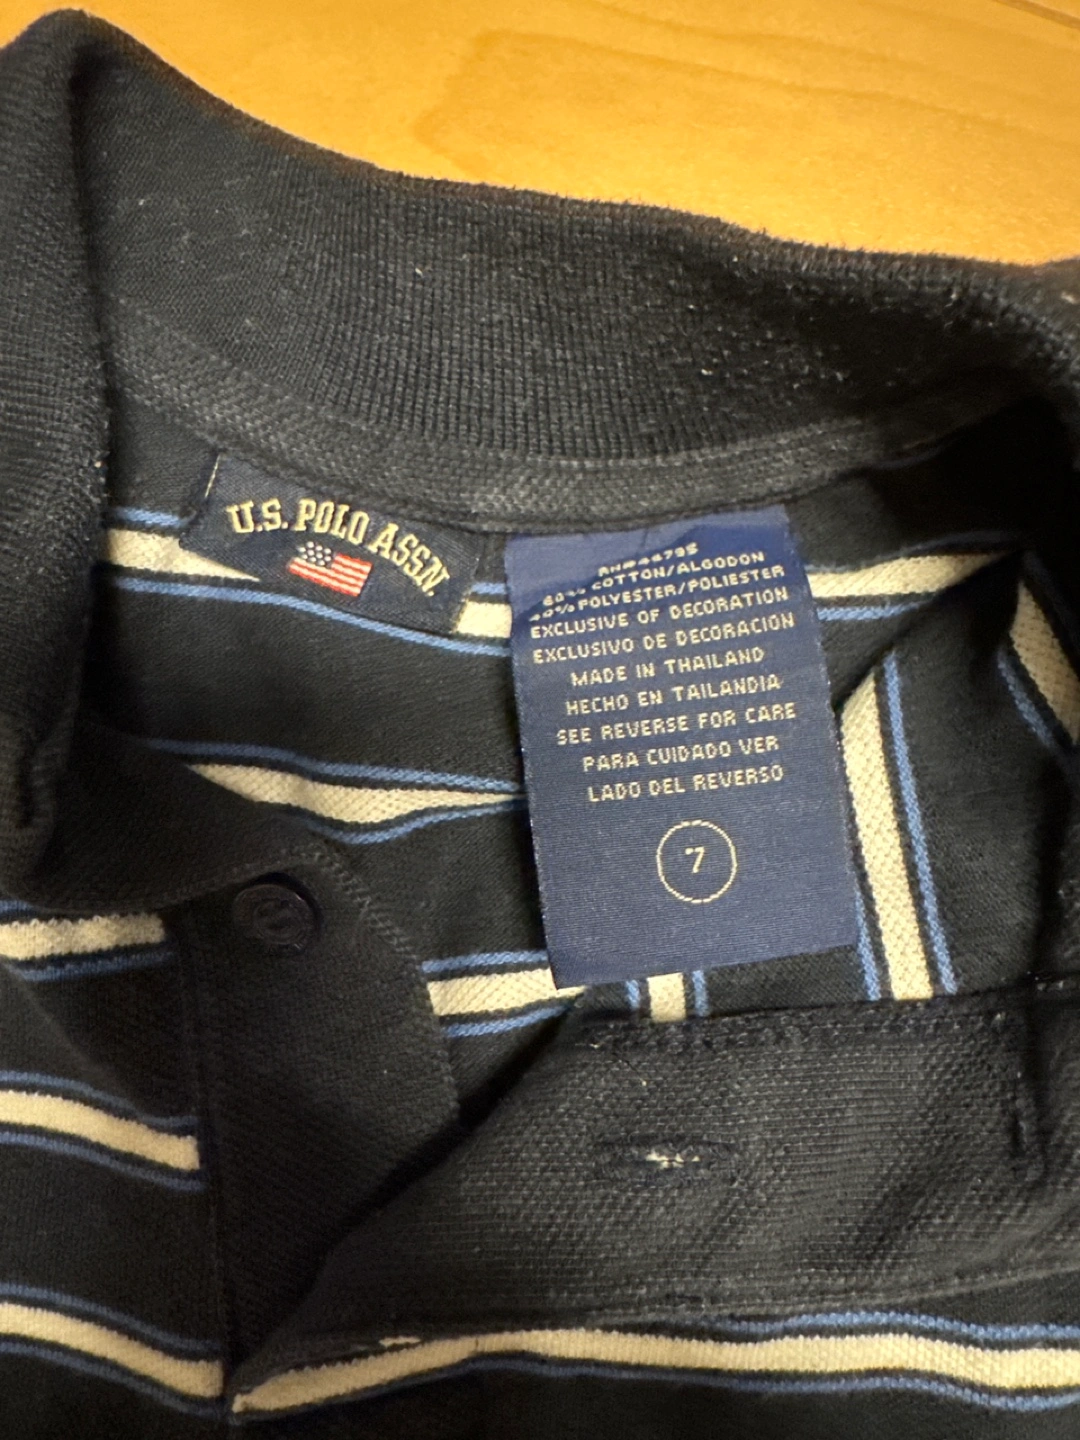 U.S. POLO ASSN.
COTTON/ALGODON
40% POLYESTER/POLIESTER
EXCLUSIVE OF DECORATION
EXCLUSIVO DE DECORACION
MADE IN THAILAND
HECHO EN TAILANDIA
SEE REVERSE FOR CARE
PARA CUIDADO VER
LADO DEL REVERSO
7